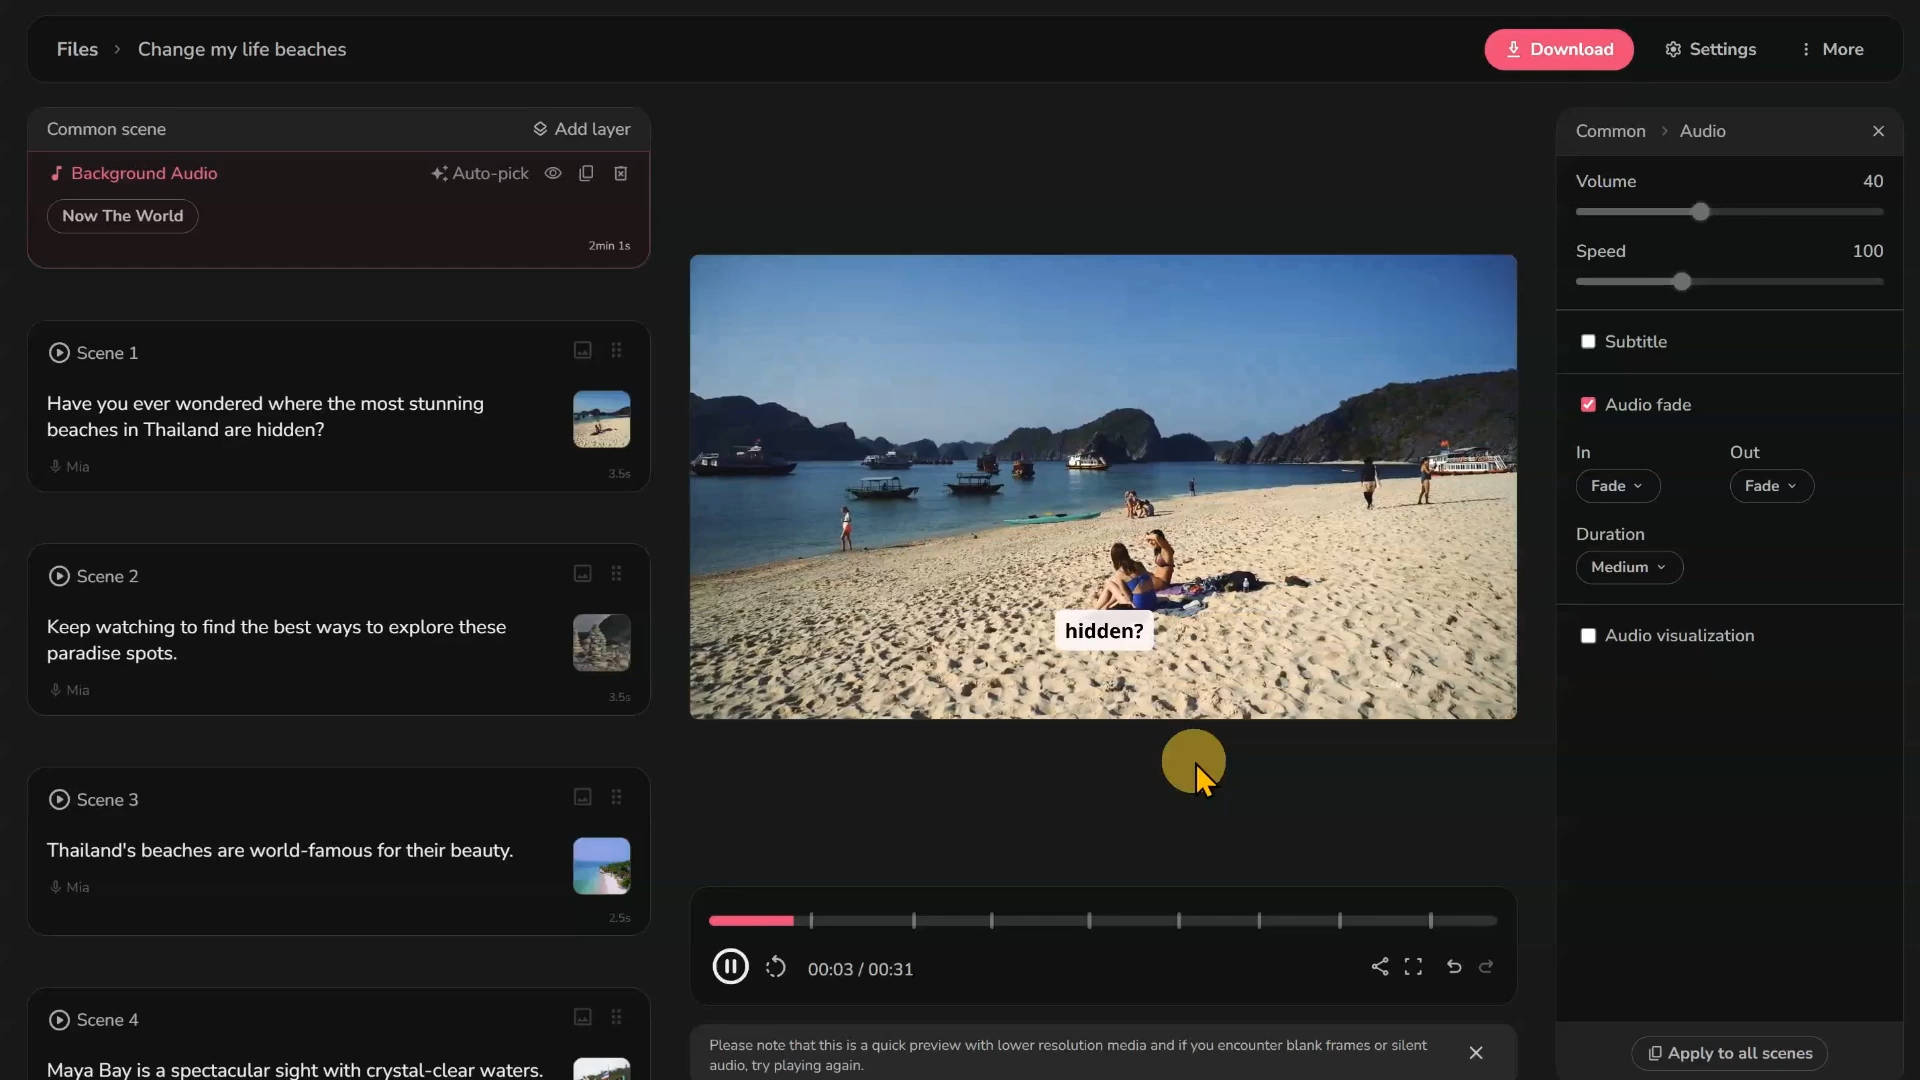 Files > Change my life beaches
Download
Settings
More
Common scene
Add layer
Background Audio
Auto-pick
Now The World
2min 1s
Scene 1
Have you ever wondered where the most stunning
beaches in Thailand are hidden?
Mia
3.5s
Scene 2
Keep watching to find the best ways to explore these
paradise spots.
Mia
3.5s
Scene 3
Thailand's beaches are world-famous for their beauty.
Mia
2.5s
Scene 4
Maya Bay is a spectacular sight with crystal-clear waters.
hidden?
00:03 / 00:31
Please note that this is a quick preview with lower resolution media and if you encounter blank frames or silent
audio, try playing again.
Common > Audio
Volume 40
Speed 100
Subtitle
Audio fade
In Out
Fade Fade
Duration
Medium
Audio visualization
Apply to all scenes